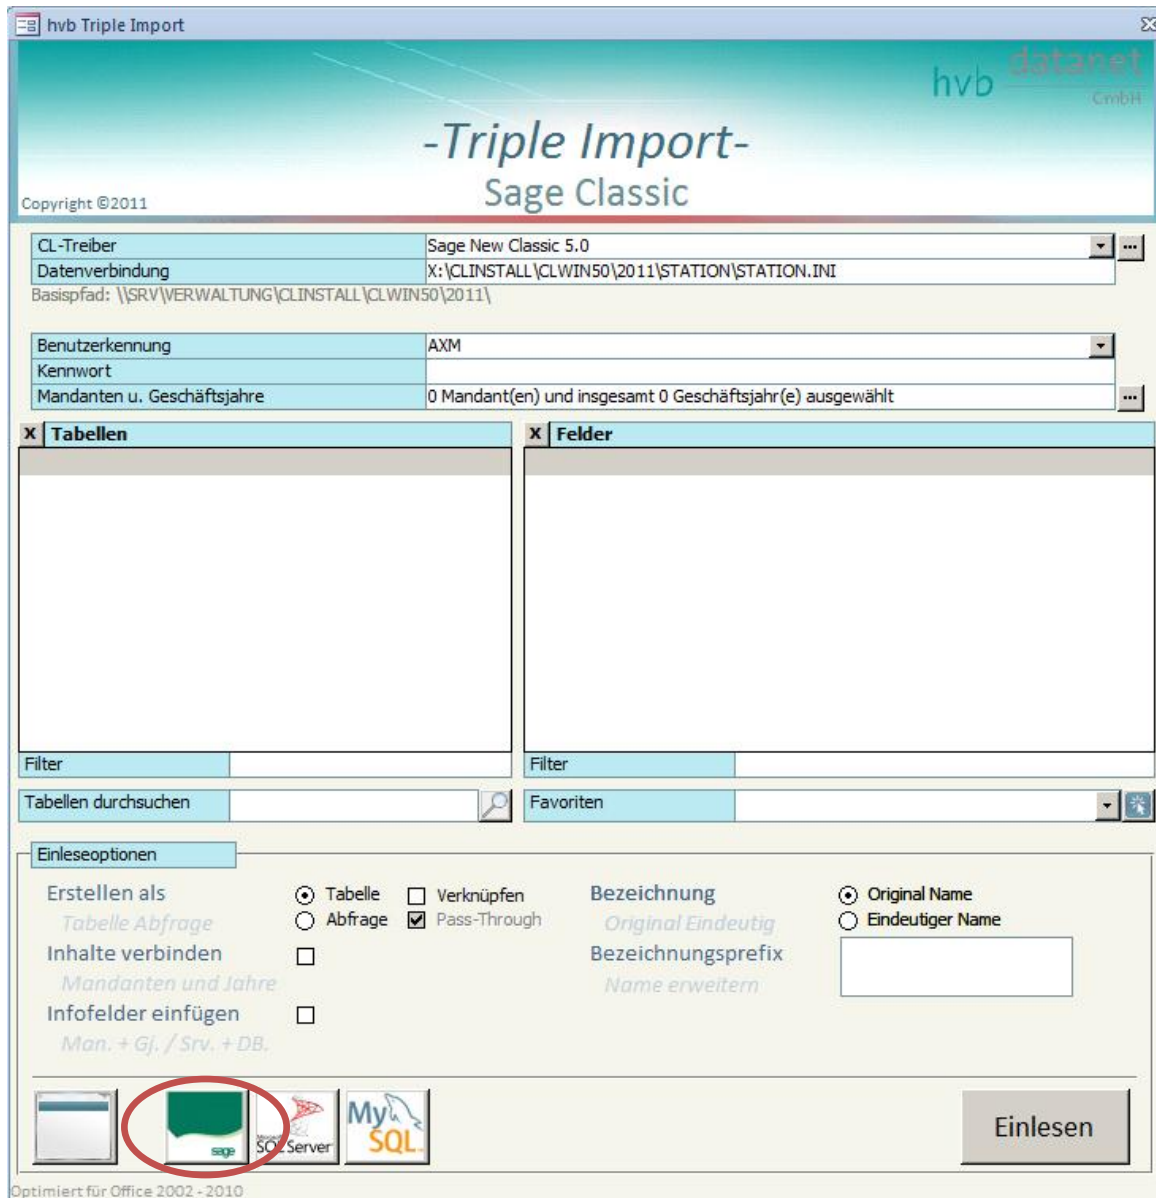 hvb Triple Import
hvb datanet
GmbH
-Triple Import-
Sage Classic
Copyright ©2011
CL-Treiber Sage New Classic 5.0 ...
Datenverbindung X:\CLINSTALL\CLWIN50\2011\STATION\STATION.INI
Basispfad: \\SRV\VERWALTUNG\CLINSTALL\CLWIN50\2011\
Benutzerkennung AXM
Kennwort
Mandanten u. Geschäftsjahre 0 Mandant(en) und insgesamt 0 Geschäftsjahr(e) ausgewählt ...
X Tabellen X Felder
Filter Filter
Tabellen durchsuchen Favoriten
Einleseoptionen
Erstellen als Tabelle Verknüpfen Bezeichnung Original Name
Tabelle Abfrage Abfrage Pass-Through Original Eindeutig Eindeutiger Name
Inhalte verbinden Bezeichnungsprefix
Mandanten und Jahre Name erweitern
Infofelder einfügen
Man. + Gj. / Srv. + DB.
sage Microsoft SQL Server MySQL Einlesen
Optimiert für Office 2002 - 2010